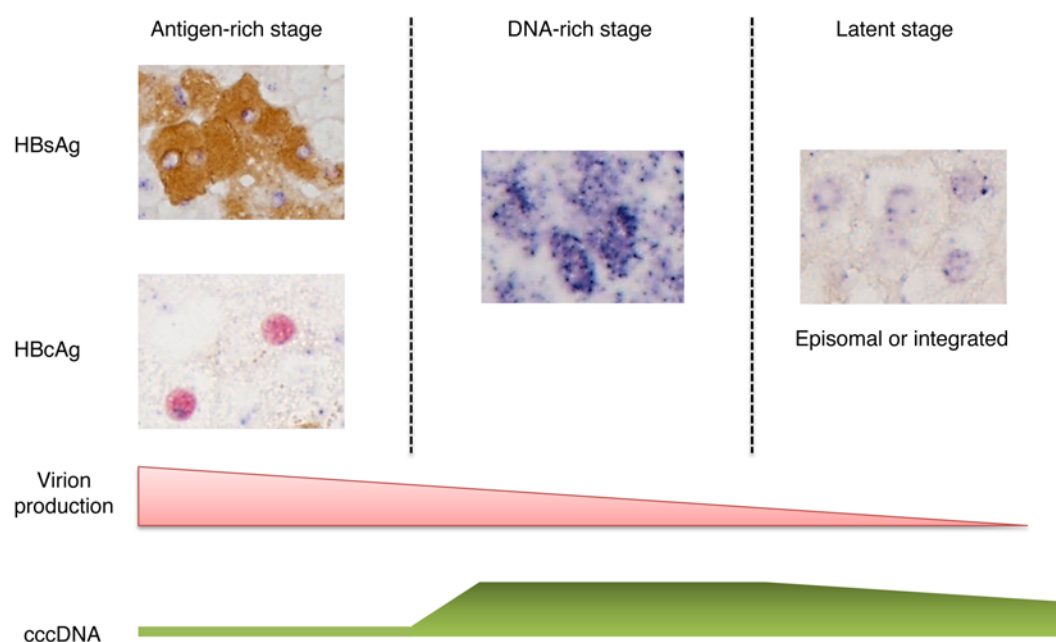 Antigen-rich stage
DNA-rich stage
Latent stage
HBsAg
HBcAg
Episomal or integrated
Virion
production
cccDNA